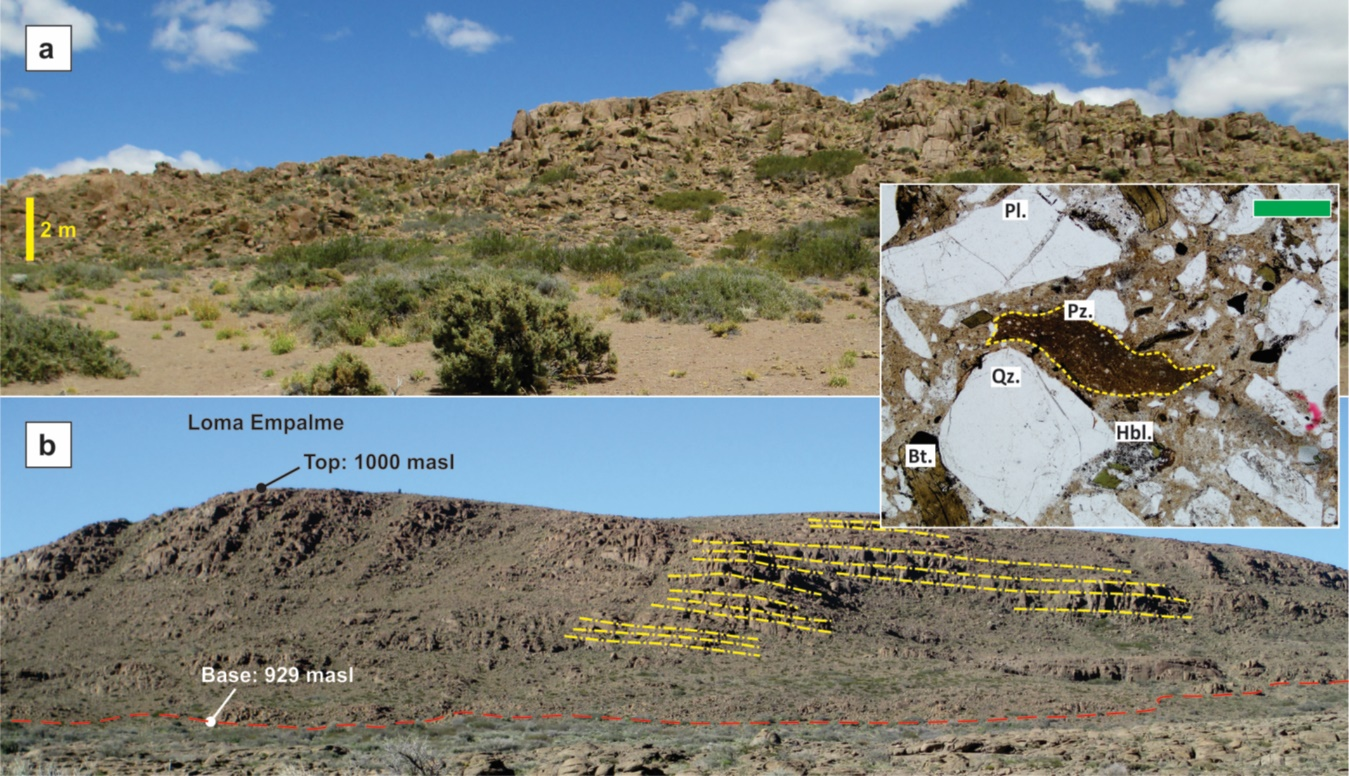 a
2 m
Pl.
Pz.
Qz.
Hbl.
Bt.
b
Loma Empalme
Top: 1000 masl
Base: 929 masl